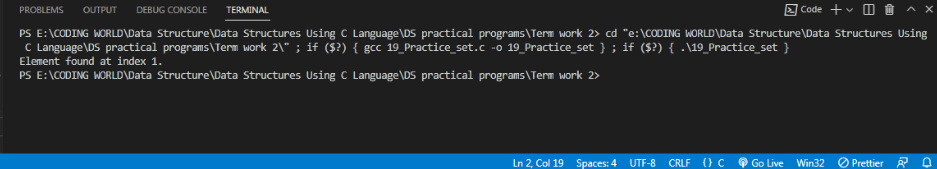 PROBLEMS OUTPUT DEBUG CONSOLE TERMINAL Code
PS E:\CODING WORLD\Data Structure\Data Structures Using C Language\DS practical programs\Term work 2> cd "e:\CODING WORLD\Data Structure\Data Structures Using
C Language\DS practical programs\Term work 2\" ; if ($?) { gcc 19_Practice_set.c -o 19_Practice_set } ; if ($?) { .\19_Practice_set }
Element found at index 1.
PS E:\CODING WORLD\Data Structure\Data Structures Using C Language\DS practical programs\Term work 2>
Ln 2, Col 19 Spaces: 4 UTF-8 CRLF {} C Go Live Win32 Prettier